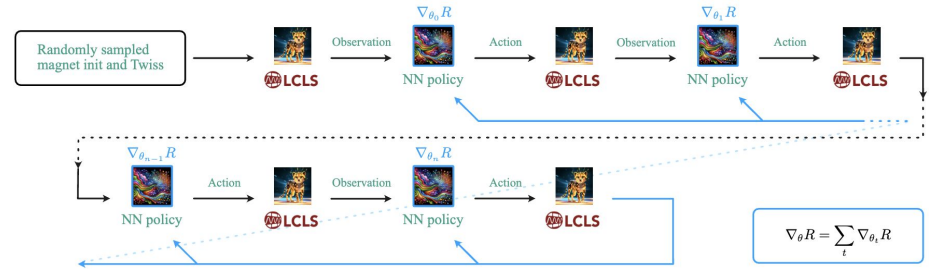 ∇θ₀R
∇θ₁R
Randomly sampled
magnet init and Twiss
Observation
Action
Observation
Action
LCLS
NN policy
LCLS
NN policy
LCLS
∇θₙ₋₁R
∇θₙR
Action
Observation
Action
NN policy
LCLS
NN policy
LCLS
∇θR = ∑ₜ ∇θₜR